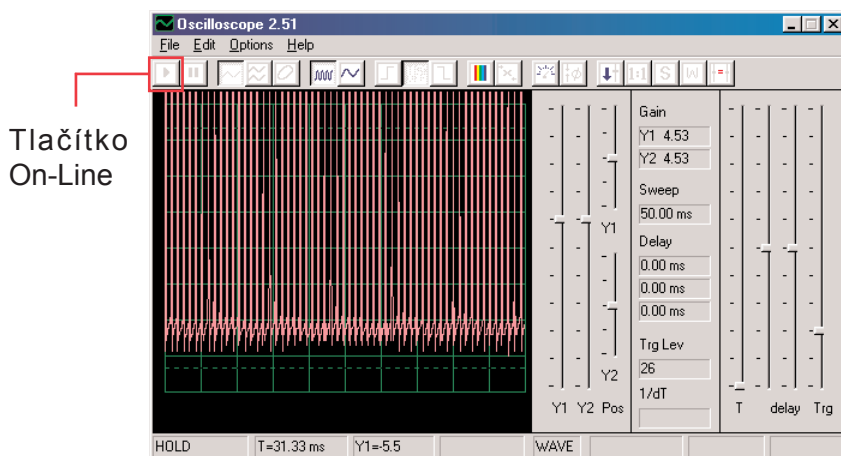 Oscilloscope 2.51
File Edit Options Help
1:1 S
Tlačítko
On-Line
Gain
Y1 4.53
Y2 4.53
Sweep
50.00 ms
Delay
0.00 ms
0.00 ms
0.00 ms
Trg Lev
26
1/dT
Y1
Y2
Y1 Y2 Pos
T delay Trg
HOLD T=31.33 ms Y1=-5.5 WAVE